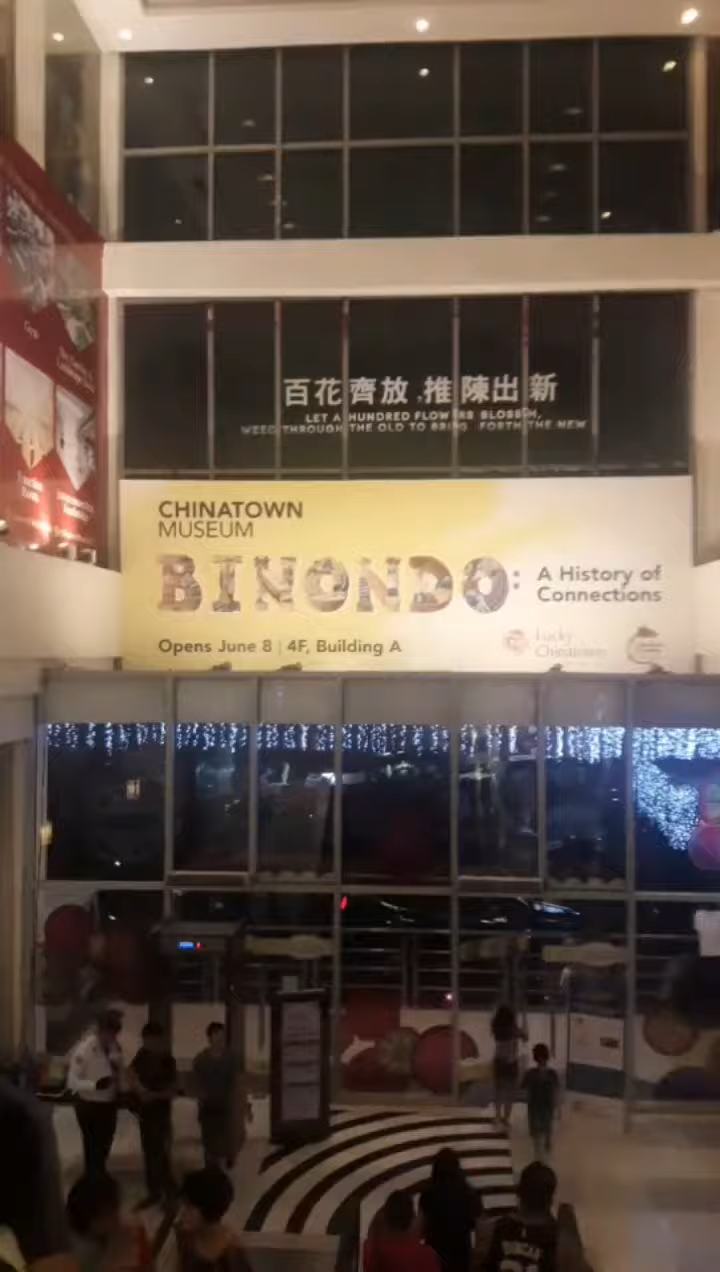 百花齊放,推陳出新
LET A HUNDRED FLOWERS BLOSSOM,
WEED THROUGH THE OLD TO BRING FORTH THE NEW
CHINATOWN
MUSEUM
BINONDO: A History of
Connections
Opens June 8 | 4F, Building A
Lucky
Chinatown
DUNCAN